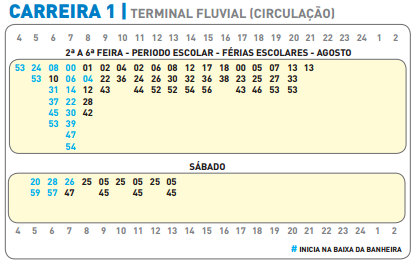 CARREIRA 1 | TERMINAL FLUVIAL (CIRCULAÇÃO)
4 5 6 7 8 9 10 11 12 13 14 15 16 17 18 19 20 21 22 23 24 1 2
2ª A 6ª FEIRA - PERIODO ESCOLAR - FÉRIAS ESCOLARES - AGOSTO
53 24 08 00 01 02 04 02 06 08 12 17 18 00 05 07 13 13
53 10 06 04 22 36 24 26 30 32 36 38 23 25 27 33
31 14 12 43 44 52 52 54 56 43 46 53 53
37 22 28
45 30 42
53 39
47
54
SÁBADO
20 28 26 25 05 25 05 25 05
59 57 47 45 45 45
4 5 6 7 8 9 10 11 12 13 14 15 16 17 18 19 20 21 22 23 24 1 2
# INICIA NA BAIXA DA BANHEIRA